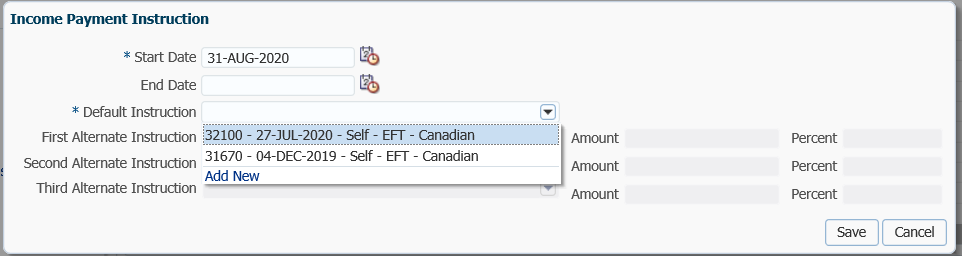 Income Payment Instruction
* Start Date 31-AUG-2020
End Date
* Default Instruction
First Alternate Instruction 32100 - 27-JUL-2020 - Self - EFT - Canadian Amount Percent
Second Alternate Instruction 31670 - 04-DEC-2019 - Self - EFT - Canadian Amount Percent
Add New
Third Alternate Instruction Amount Percent
Save Cancel